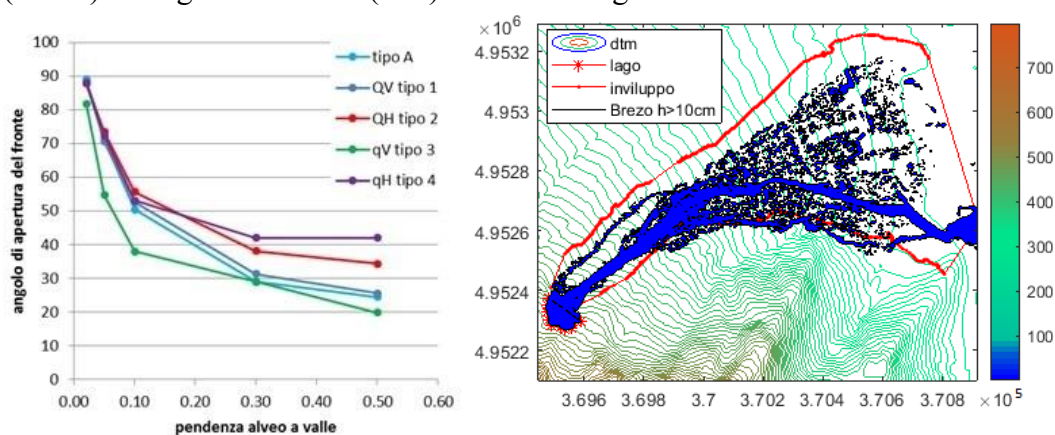 100
90
80
70
60
50
40
30
20
10
0
0.00 0.10 0.20 0.30 0.40 0.50 0.60
angolo di apertura del fronte
pendenza alveo a valle
tipo A
QV tipo 1
QH tipo 2
qV tipo 3
qH tipo 4
× 10⁶
4.9532
4.953
4.9528
4.9526
4.9524
4.9522
dtm
lago
inviluppo
Brezo h>10cm
3.696 3.698 3.7 3.702 3.704 3.706 3.708 × 10⁵
700
600
500
400
300
200
100